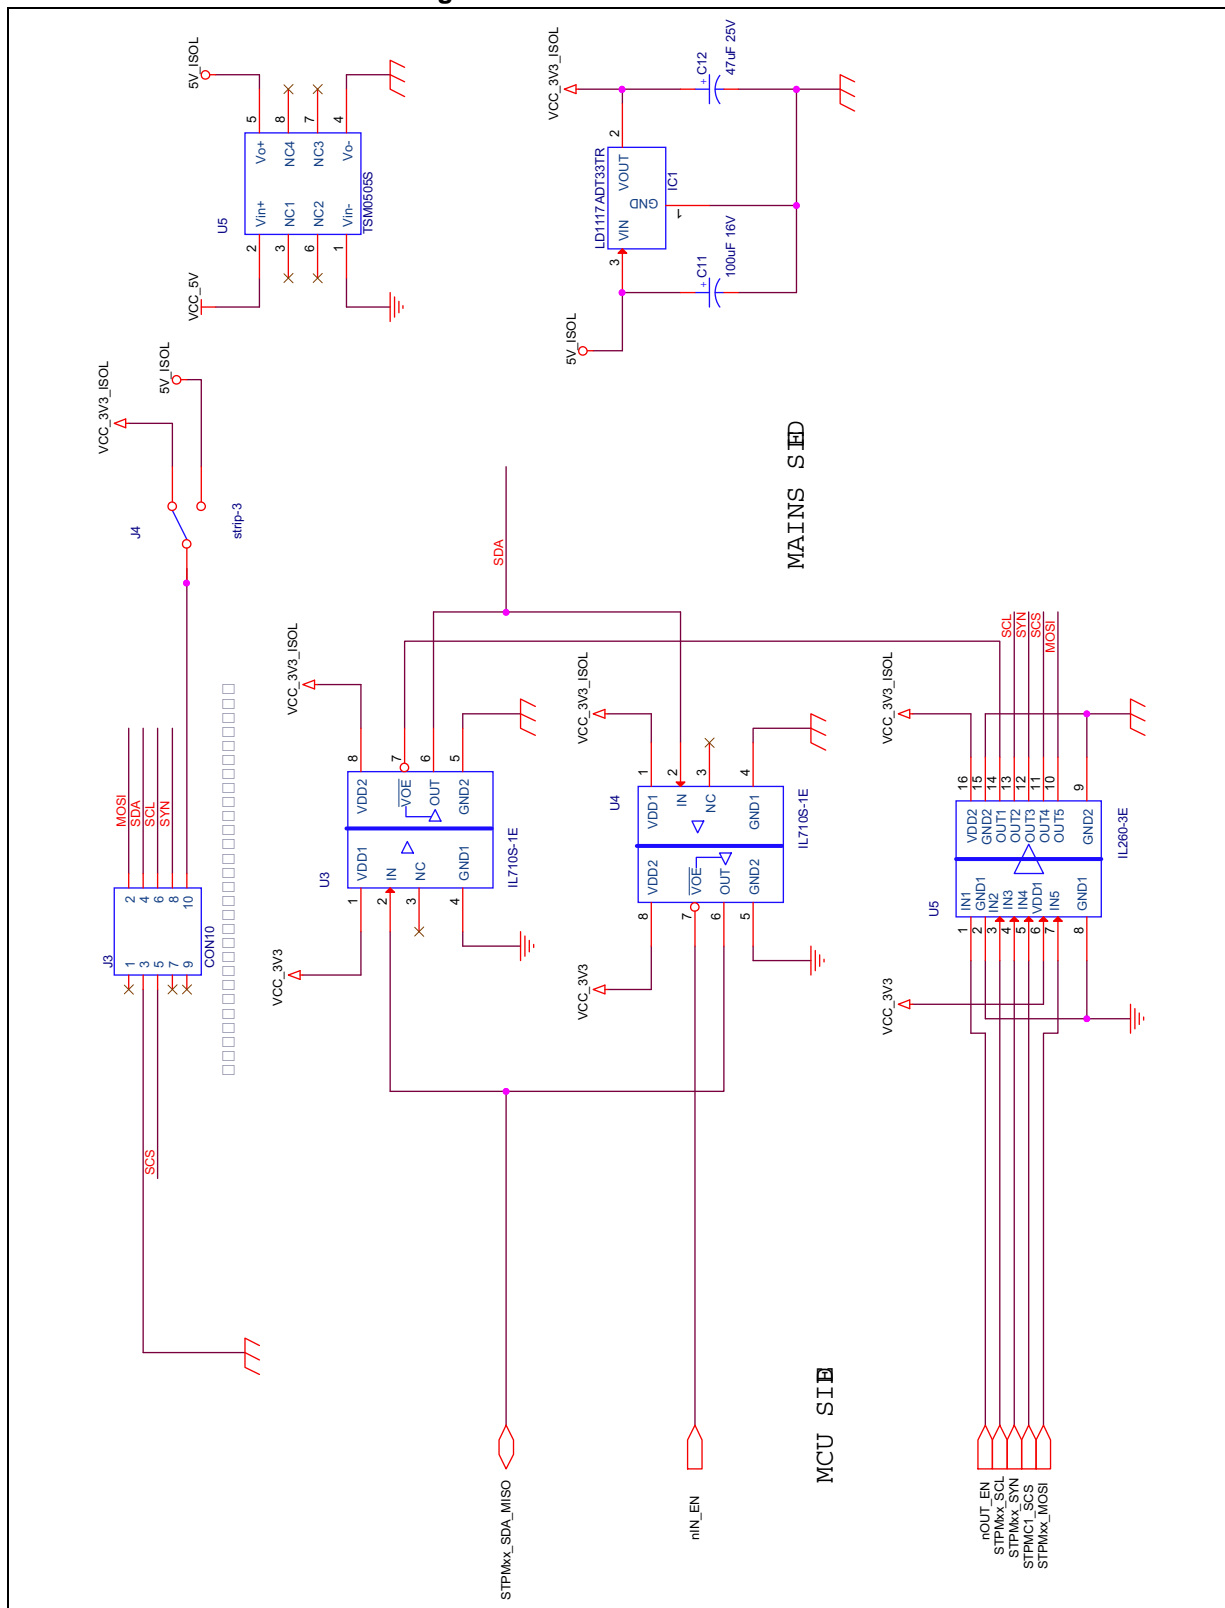 VCC_5V
U5
TSM0505S
2
3
6
1
Vin+
NC1
NC2
Vin-
Vo+
NC4
NC3
Vo-
5
8
7
4
5V_ISOL
5V_ISOL
LD1117ADT33TR
IC1
3
VIN
GND
VOUT
1
2
VCC_3V3_ISOL
+
C11
100uF 16V
+
C12
47uF 25V
VCC_3V3_ISOL
5V_ISOL
J4
strip-3
J3
CON10
1
3
5
7
9
2
4
6
8
10
MOSI
SDA
SCL
SYN
SCS
MAINS SIED
SDA
VCC_3V3
U3
IL710S-1E
1
2
3
4
VDD1
IN
NC
GND1
VDD2
VOE
OUT
GND2
8
7
6
5
VCC_3V3_ISOL
VCC_3V3
U4
IL710S-1E
8
7
6
5
VDD2
VOE
OUT
GND2
VDD1
IN
NC
GND1
1
2
3
4
VCC_3V3_ISOL
VCC_3V3
U5
IL260-3E
1
2
3
4
5
6
7
8
IN1
GND1
IN2
IN3
IN4
VDD1
IN5
GND1
VDD2
GND2
OUT1
OUT2
OUT3
OUT4
OUT5
GND2
16
15
14
13
12
11
10
9
VCC_3V3_ISOL
SCL
SYN
SCS
MOSI
MCU SIDE
STPMxx_SDA_MISO
nIN_EN
nOUT_EN
STPMxx_SCL
STPMxx_SYN
STPMC1_SCS
STPMxx_MOSI